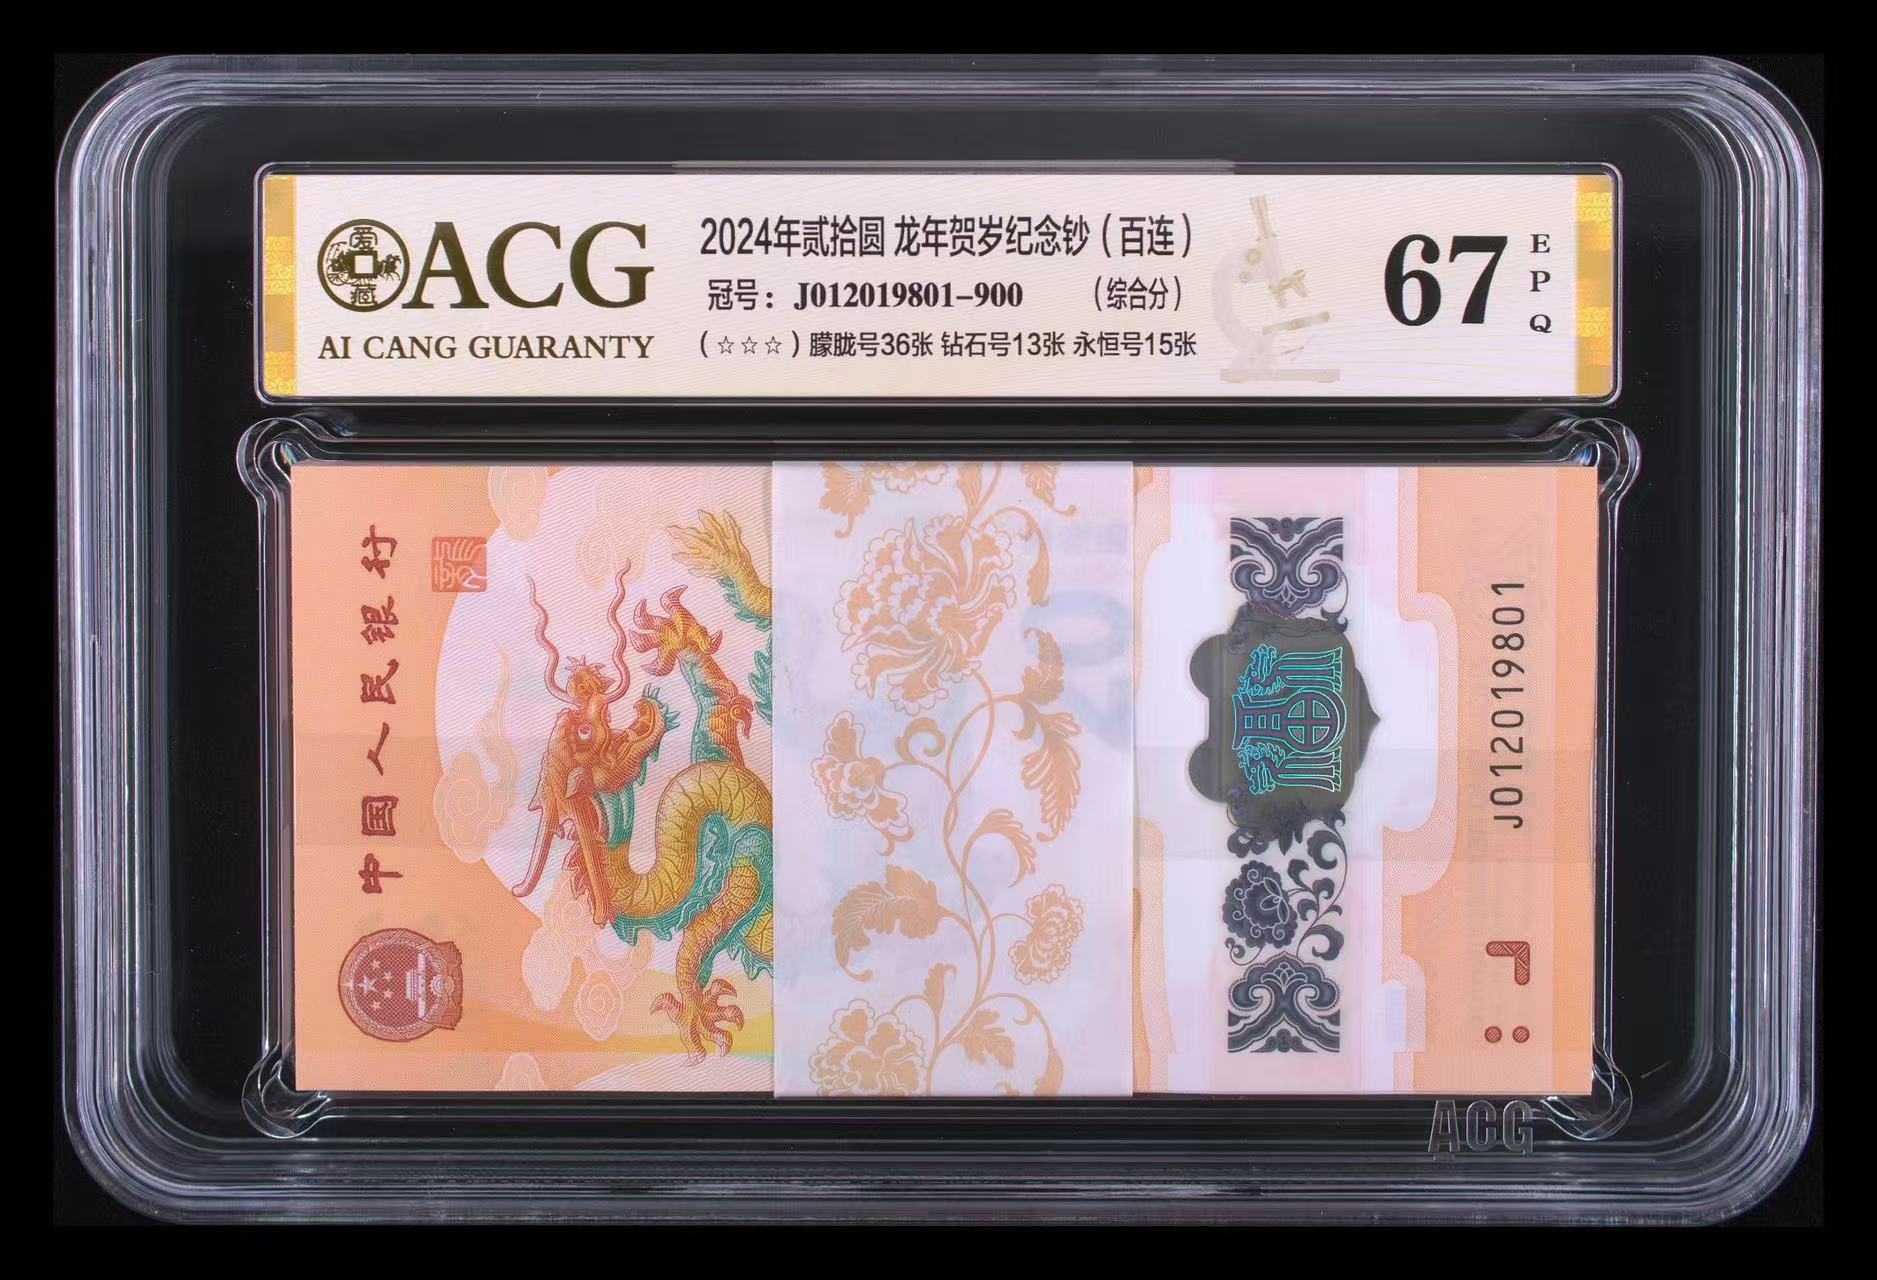 ACG
AI CANG GUARANTY
2024年贰拾圆 龙年贺岁纪念钞（百连）
冠号：J012019801-900 （综合分）
（☆☆☆）朦胧号36张 钻石号13张 永恒号15张
67
EPQ
中国人民银行
J012019801
ACG